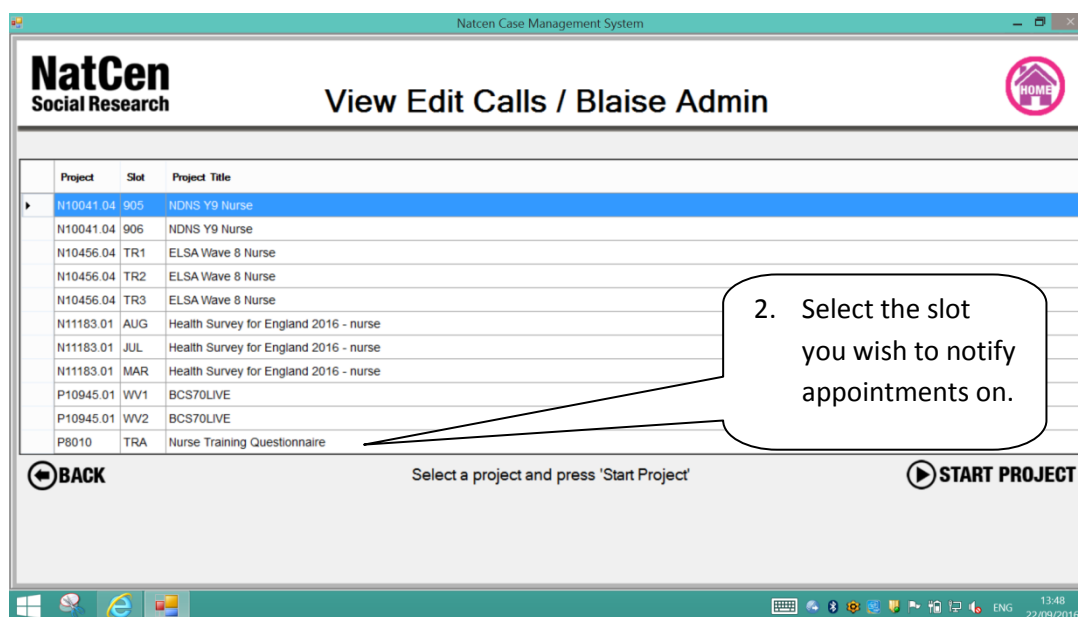 Natcen Case Management System
NatCen
Social Research
View Edit Calls / Blaise Admin
HOME
Project Slot Project Title
N10041.04 905 NDNS Y9 Nurse
N10041.04 906 NDNS Y9 Nurse
N10456.04 TR1 ELSA Wave 8 Nurse
N10456.04 TR2 ELSA Wave 8 Nurse
N10456.04 TR3 ELSA Wave 8 Nurse
N11183.01 AUG Health Survey for England 2016 - nurse
N11183.01 JUL Health Survey for England 2016 - nurse
N11183.01 MAR Health Survey for England 2016 - nurse
P10945.01 WV1 BCS70LIVE
P10945.01 WV2 BCS70LIVE
P8010 TRA Nurse Training Questionnaire
2. Select the slot
you wish to notify
appointments on.
BACK Select a project and press 'Start Project' START PROJECT
ENG 13:48
22/09/2016